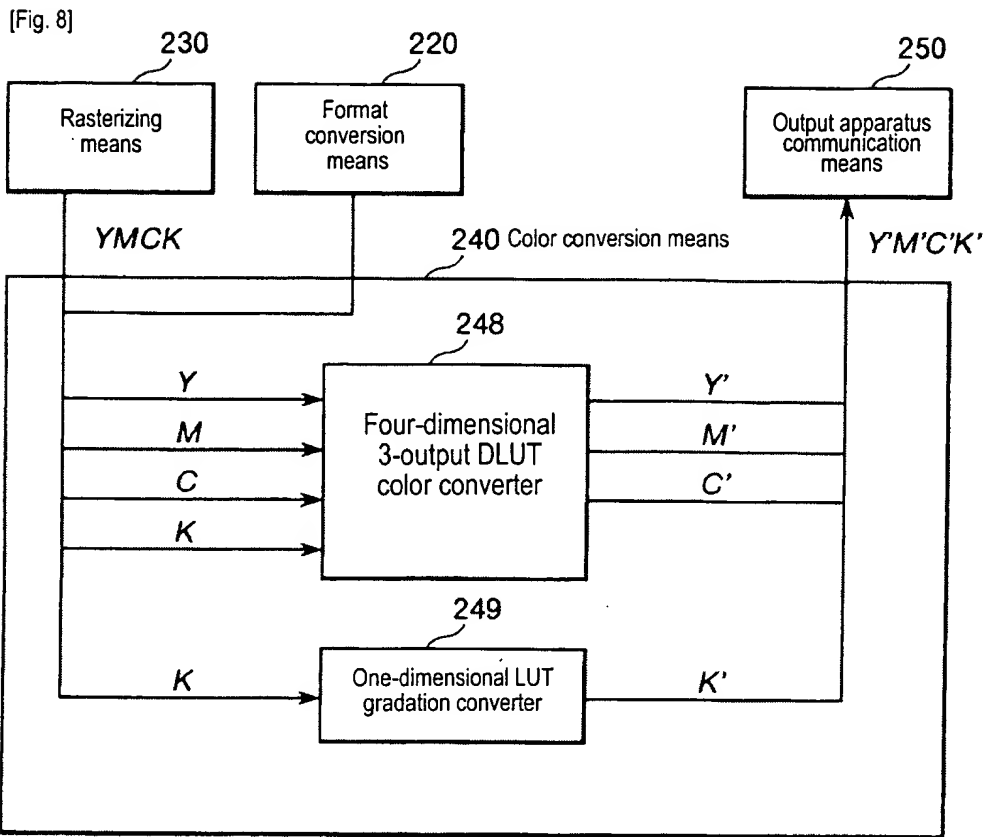 [Fig. 8]
230
220
250
Rasterizing
means
Format
conversion
means
Output apparatus
communication
means
YMCK
240 Color conversion means
Y'M'C'K'
248
Y
M
C
K
Four-dimensional
3-output DLUT
color converter
Y'
M'
C'
249
K
One-dimensional LUT
gradation converter
K'